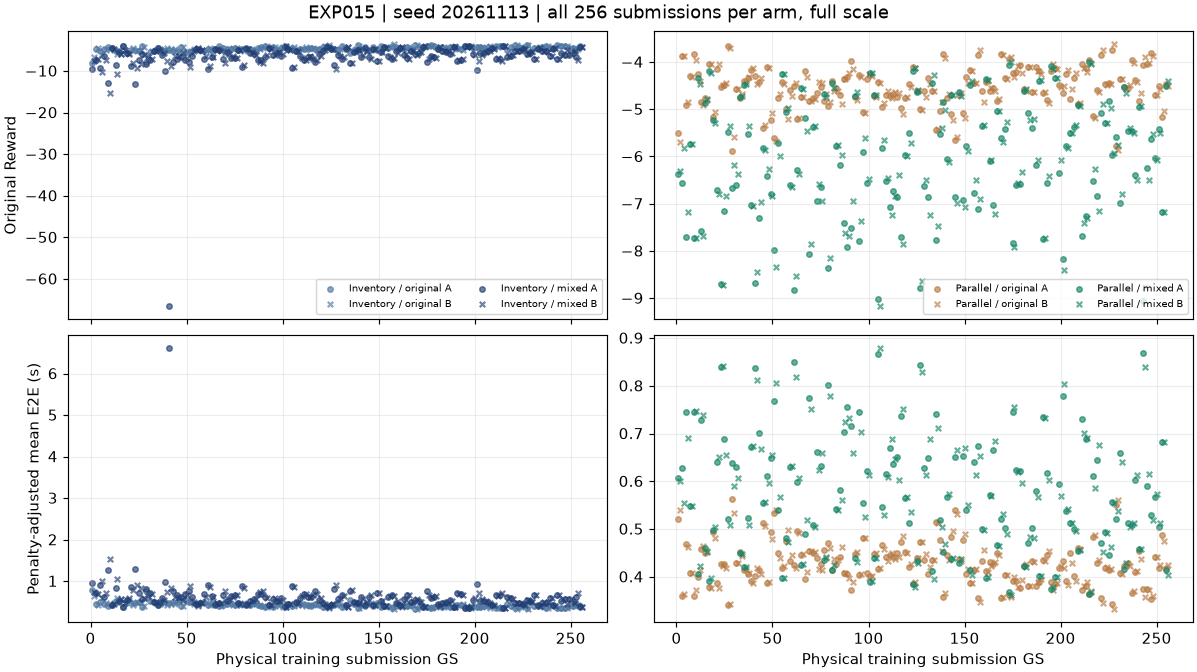 EXP015 | seed 20261113 | all 256 submissions per arm, full scale
Original Reward
−10
−20
−30
−40
−50
−60
Inventory / original A
Inventory / original B
Inventory / mixed A
Inventory / mixed B
−4
−5
−6
−7
−8
−9
Parallel / original A
Parallel / original B
Parallel / mixed A
Parallel / mixed B
Penalty-adjusted mean E2E (s)
6
5
4
3
2
1
0 50 100 150 200 250
Physical training submission GS
0.9
0.8
0.7
0.6
0.5
0.4
0 50 100 150 200 250
Physical training submission GS